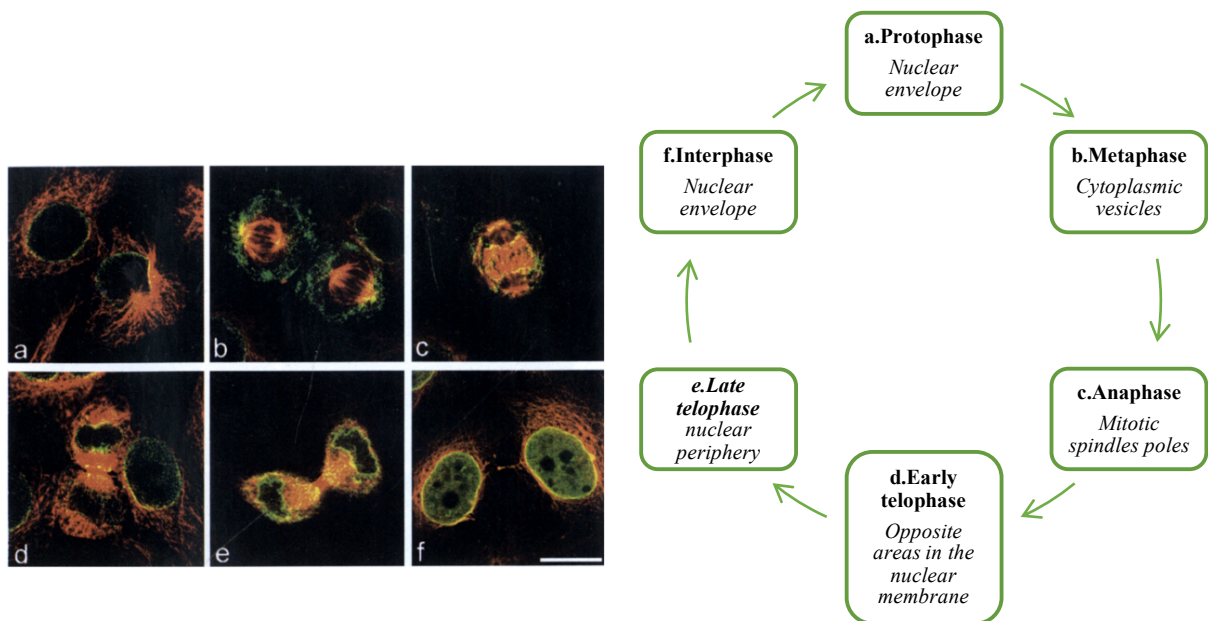 a
b
c
d
e
f
a.Protophase
Nuclear
envelope
b.Metaphase
Cytoplasmic
vesicles
c.Anaphase
Mitotic
spindles poles
d.Early
telophase
Opposite
areas in the
nuclear
membrane
e.Late
telophase
nuclear
periphery
f.Interphase
Nuclear
envelope